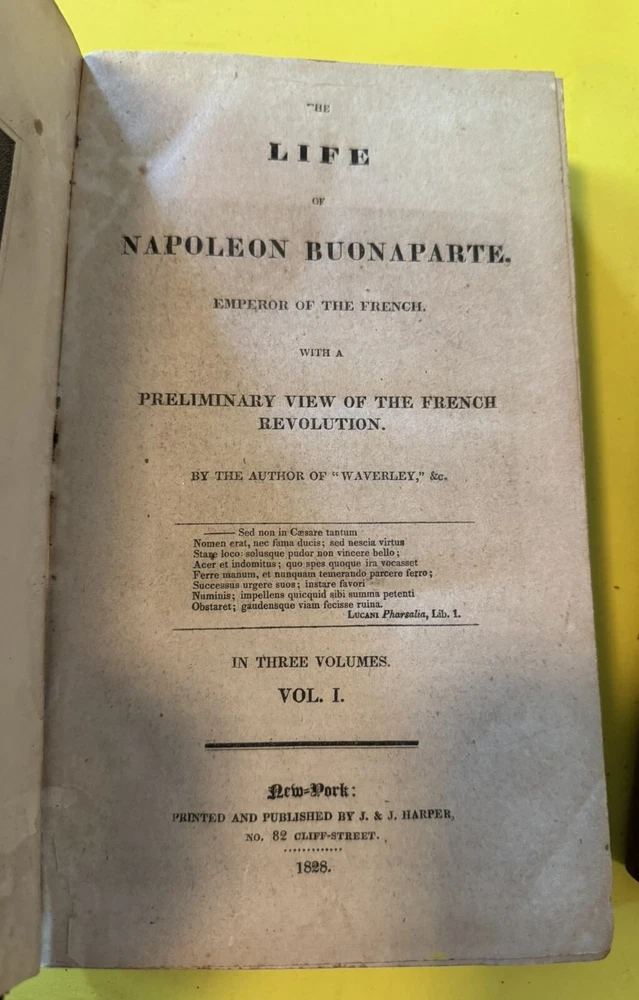 THE
LIFE
OF
NAPOLEON BUONAPARTE.
EMPEROR OF THE FRENCH.
WITH A
PRELIMINARY VIEW OF THE FRENCH
REVOLUTION.
BY THE AUTHOR OF "WAVERLEY," &c.
——— Sed non in Cæsare tantum
Nomen erat, nec fama ducis; sed nescia virtus
Stare loco: solusque pudor non vincere bello;
Acer et indomitus; quo spes quoque ira vocasset
Ferre manum, et nunquam temerando parcere ferro;
Successus urgere suos; instare favori
Numinis; impellens quicquid sibi summa petenti
Obstaret; gaudensque viam fecisse ruina.
LUCANI Pharsalia, Lib. 1.
IN THREE VOLUMES.
VOL. I.
New-York:
PRINTED AND PUBLISHED BY J. & J. HARPER,
NO. 82 CLIFF-STREET.
1828.